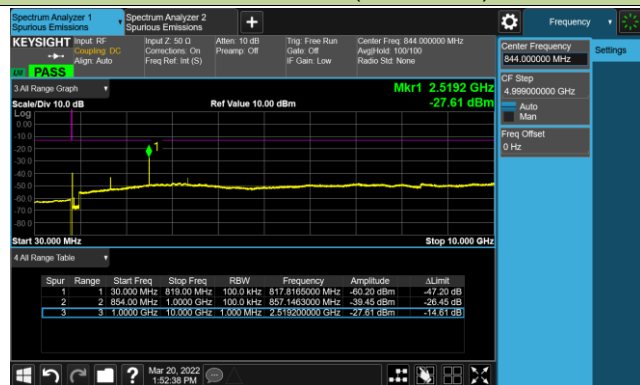 Spectrum Analyzer 1
Spurious Emissions
Spectrum Analyzer 2
Spurious Emissions
Frequency
KEYSIGHT
Input: RF
Coupling: DC
Align: Auto
Input Z: 50 Ω
Corrections: On
Freq Ref: Int (S)
Atten: 10 dB
Preamp: Off
Trig: Free Run
Gate: Off
IF Gain: Low
Center Freq: 844.000000 MHz
Avg|Hold: 100/100
Radio Std: None
LXI PASS
Center Frequency
844.000000 MHz
Settings
CF Step
4.999000000 GHz
Auto
Man
Freq Offset
0 Hz
3 All Range Graph
Mkr1 2.5192 GHz
Scale/Div 10.0 dB
Ref Value 10.00 dBm
-27.61 dBm
Log
0.00
-10.0
-20.0
-30.0
-40.0
-50.0
-60.0
-70.0
-80.0
1
Start 30.000 MHz
Stop 10.000 GHz
4 All Range Table
Spur Range Start Freq Stop Freq RBW Frequency Amplitude ΔLimit
1 1 30.000 MHz 819.00 MHz 100.0 kHz 817.8165000 MHz -60.20 dBm -47.20 dB
2 2 854.00 MHz 1.0000 GHz 100.0 kHz 857.1463000 MHz -39.45 dBm -26.45 dB
3 3 1.0000 GHz 10.000 GHz 1.000 MHz 2.519200000 GHz -27.61 dBm -14.61 dB
Mar 20, 2022
1:52:38 PM